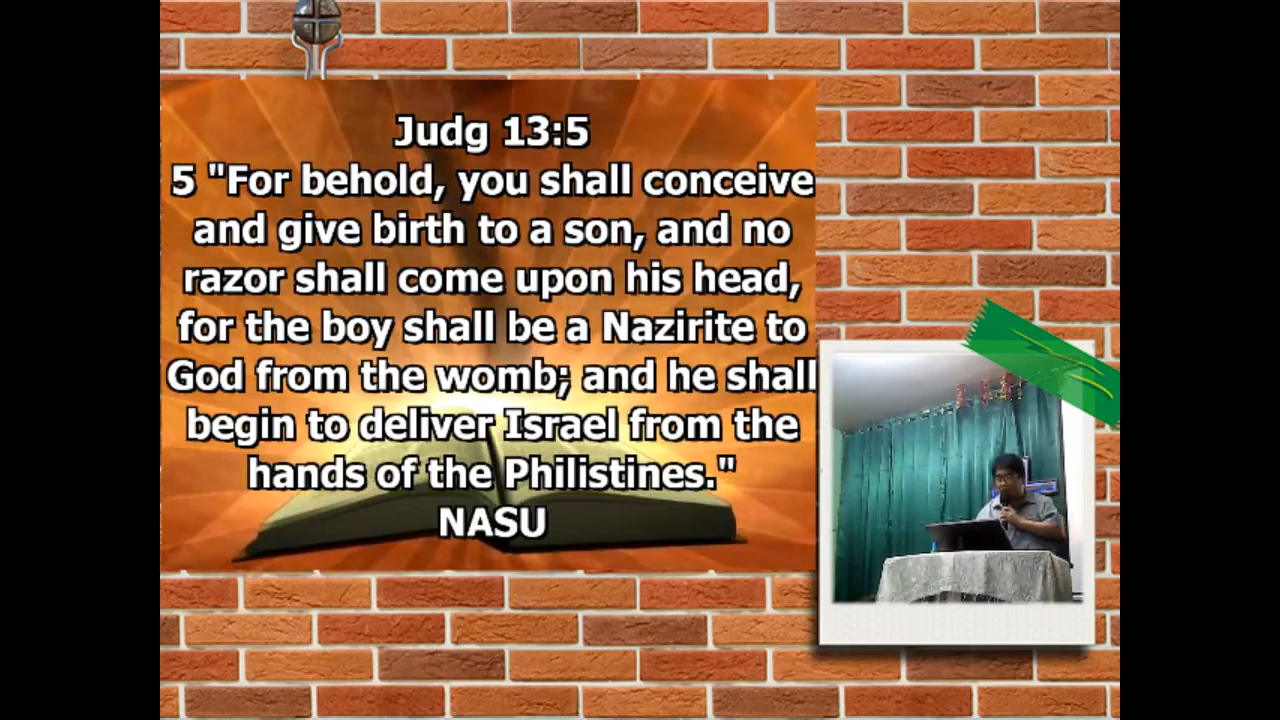 Judg 13:5
5 "For behold, you shall conceive
and give birth to a son, and no
razor shall come upon his head,
for the boy shall be a Nazirite to
God from the womb; and he shall
begin to deliver Israel from the
hands of the Philistines."
NASU